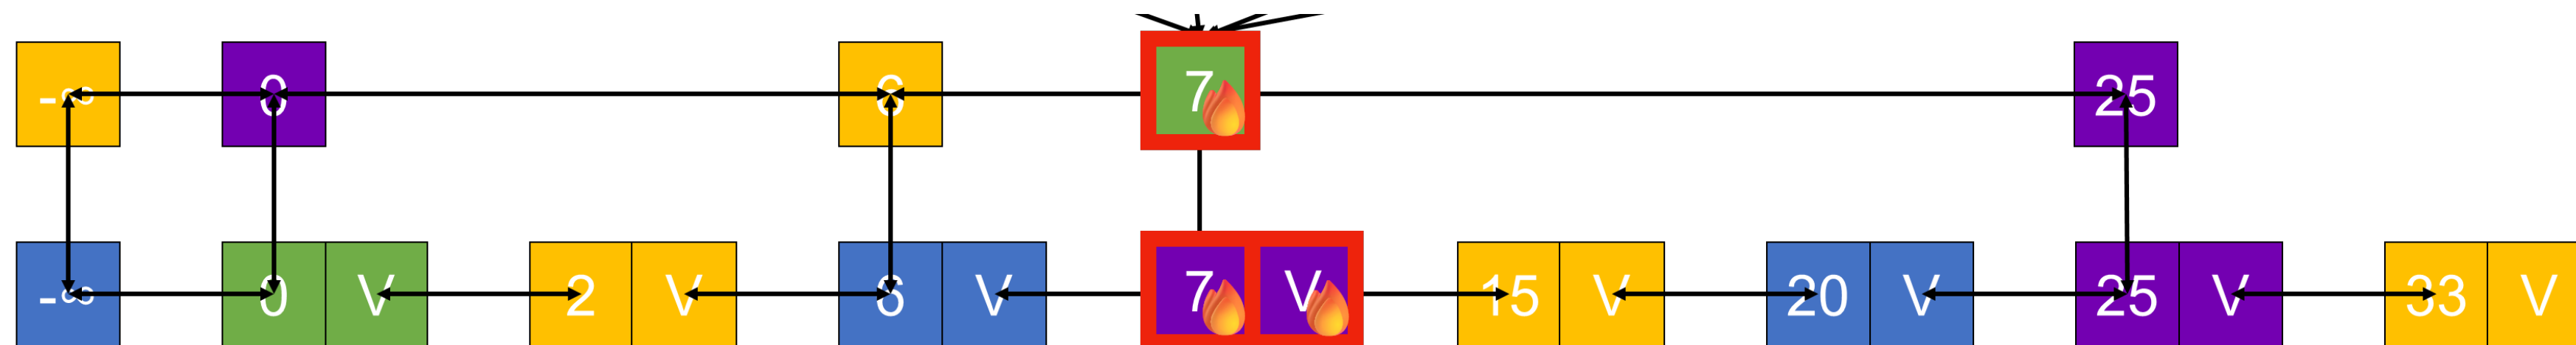 -∞ 0 6 7 25
-∞ 0 V 2 V 6 V 7 V 15 V 20 V 25 V 33 V